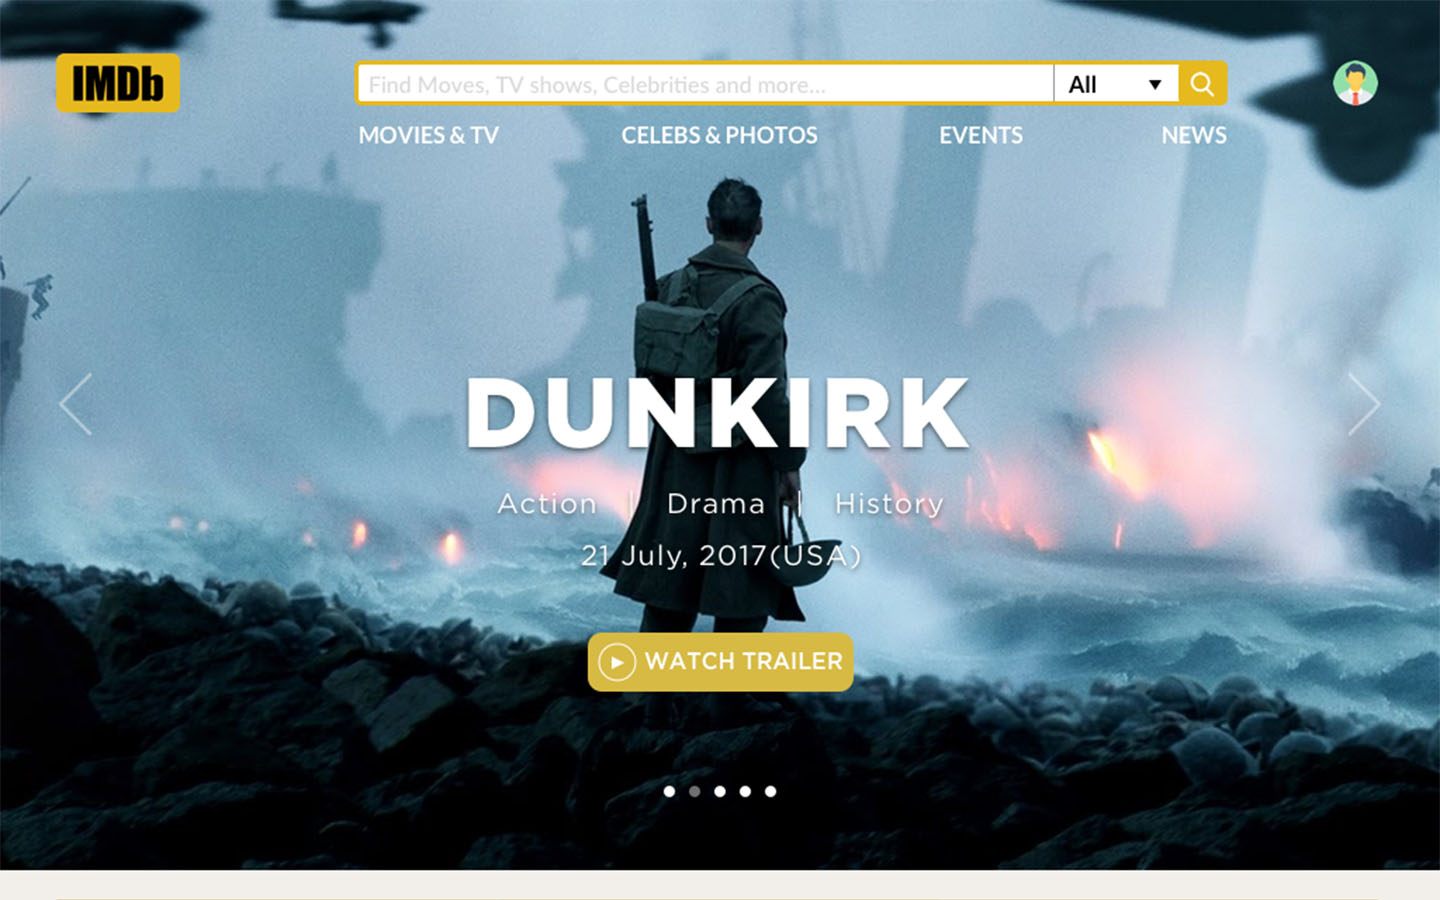 IMDb
Find Moves, TV shows, Celebrities and more...
All
MOVIES & TV
CELEBS & PHOTOS
EVENTS
NEWS
DUNKIRK
Action | Drama | History
21 July, 2017(USA)
WATCH TRAILER